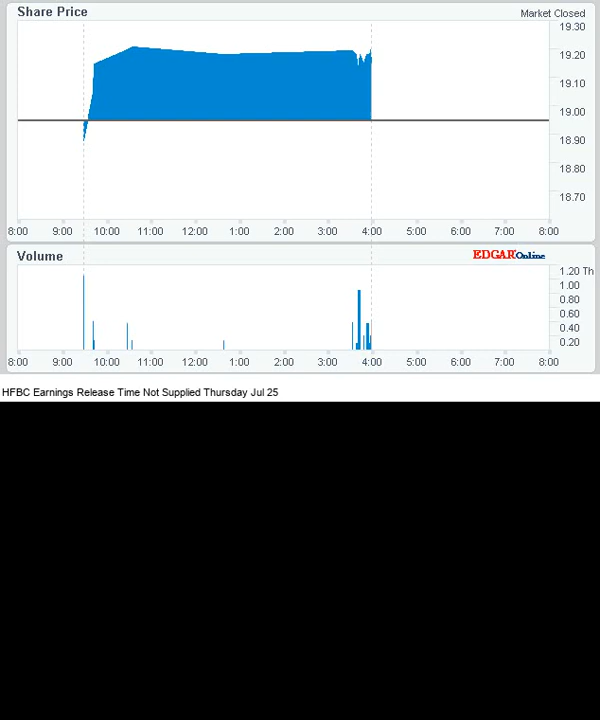 Share Price
Market Closed
19.30
19.20
19.10
19.00
18.90
18.80
18.70
8:00 9:00 10:00 11:00 12:00 1:00 2:00 3:00 4:00 5:00 6:00 7:00 8:00
Volume
EDGAROnline
1.20 Th
1.00
0.80
0.60
0.40
0.20
8:00 9:00 10:00 11:00 12:00 1:00 2:00 3:00 4:00 5:00 6:00 7:00 8:00
HFBC Earnings Release Time Not Supplied Thursday Jul 25